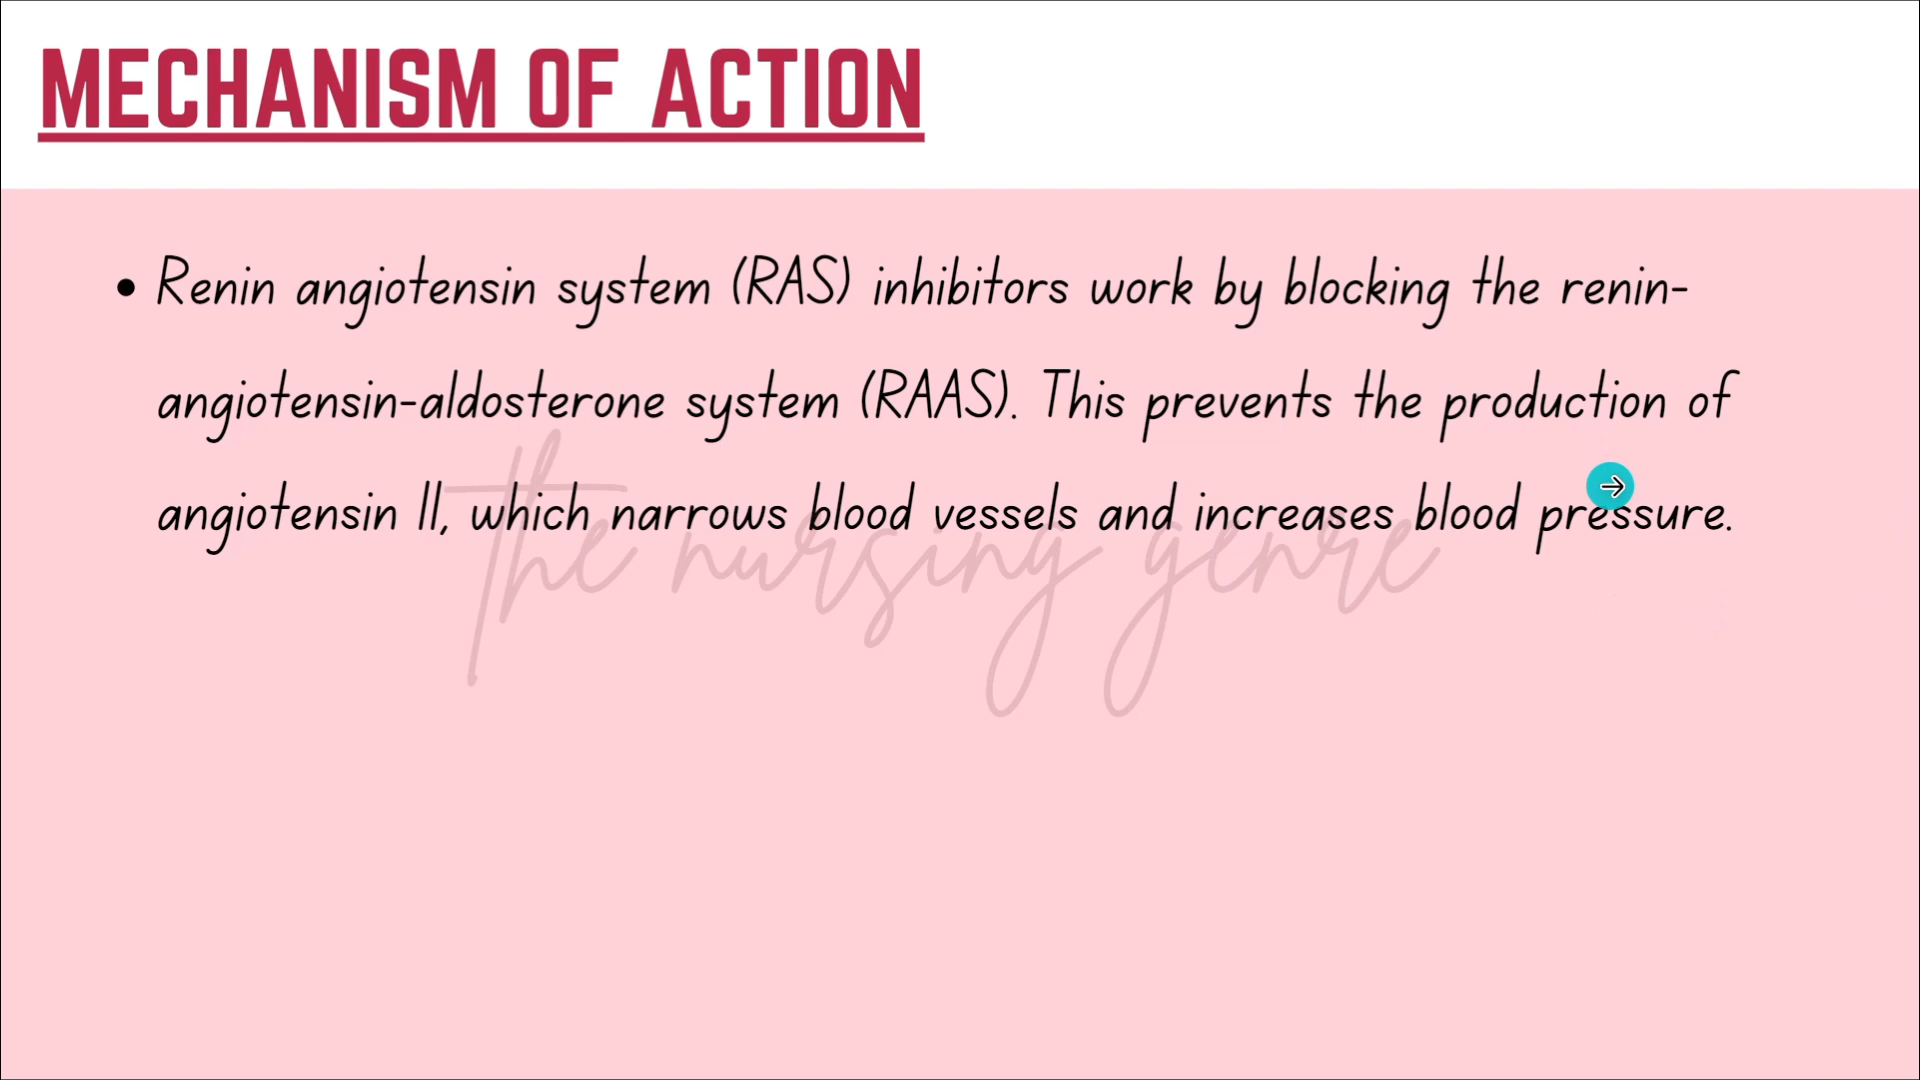 MECHANISM OF ACTION
• Renin angiotensin system (RAS) inhibitors work by blocking the renin-
angiotensin-aldosterone system (RAAS). This prevents the production of
angiotensin II, which narrows blood vessels and increases blood pressure.
the nursing genre